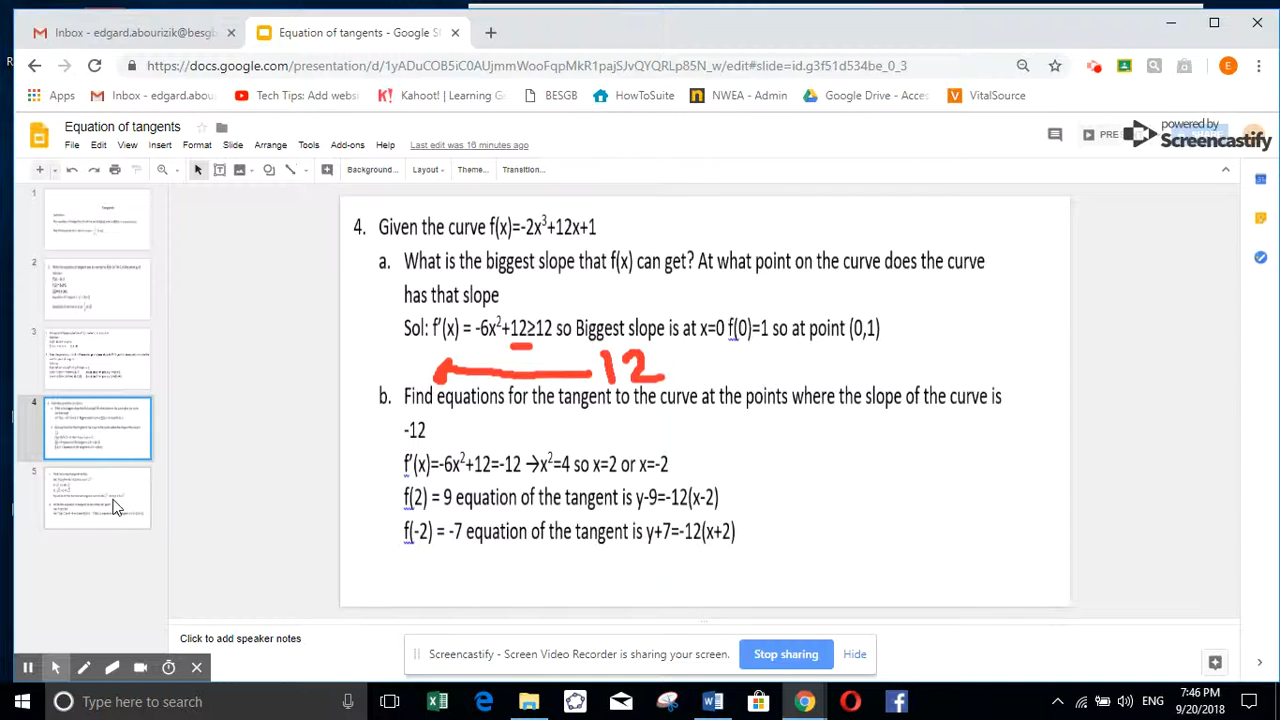 Inbox - edgard.abourizik@besgb
Equation of tangents - Google Sl
https://docs.google.com/presentation/d/1yADuCOB5iC0AUjmmWooFqpMkR1pajSJvQYQRLp85N_w/edit#slide=id.g3f51d534be_0_3
E
Apps
Inbox - edgard.abou
Tech Tips: Add webs
Kahoot! | Learning G
BESGB
HowToSuite
NWEA - Admin
Google Drive - Acces
VitalSource
Equation of tangents
PRE
powered by
Screencastify
File Edit View Insert Format Slide Arrange Tools Add-ons Help Last edit was 16 minutes ago
Background... Layout Theme... Transition...
1
2
3
4
5
4. Given the curve f(x)=-2x³+12x+1
a. What is the biggest slope that f(x) can get? At what point on the curve does the curve
has that slope
Sol: f'(x) = -6x²+12≥12 so Biggest slope is at x=0 f(0)=1 so at point (0,1)
12
b. Find equations for the tangent to the curve at the points where the slope of the curve is
-12
f'(x)=-6x²+12=-12 →x²=4 so x=2 or x=-2
f(2) = 9 equation of the tangent is y-9=-12(x-2)
f(-2) = -7 equation of the tangent is y+7=-12(x+2)
Click to add speaker notes
Screencastify - Screen Video Recorder is sharing your screen.
Stop sharing
Hide
Type here to search
ENG
7:46 PM
9/20/2018